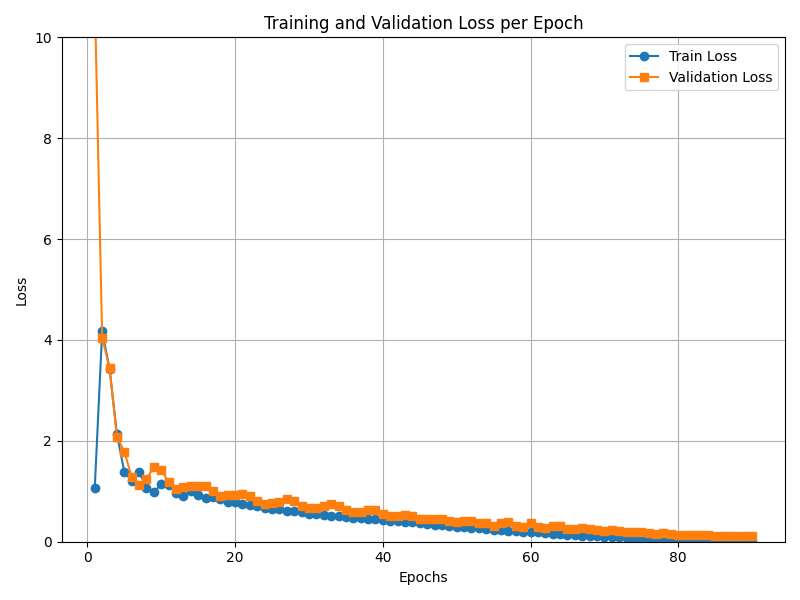 Training and Validation Loss per Epoch
Train Loss
Validation Loss
Loss
10
8
6
4
2
0
0 20 40 60 80
Epochs